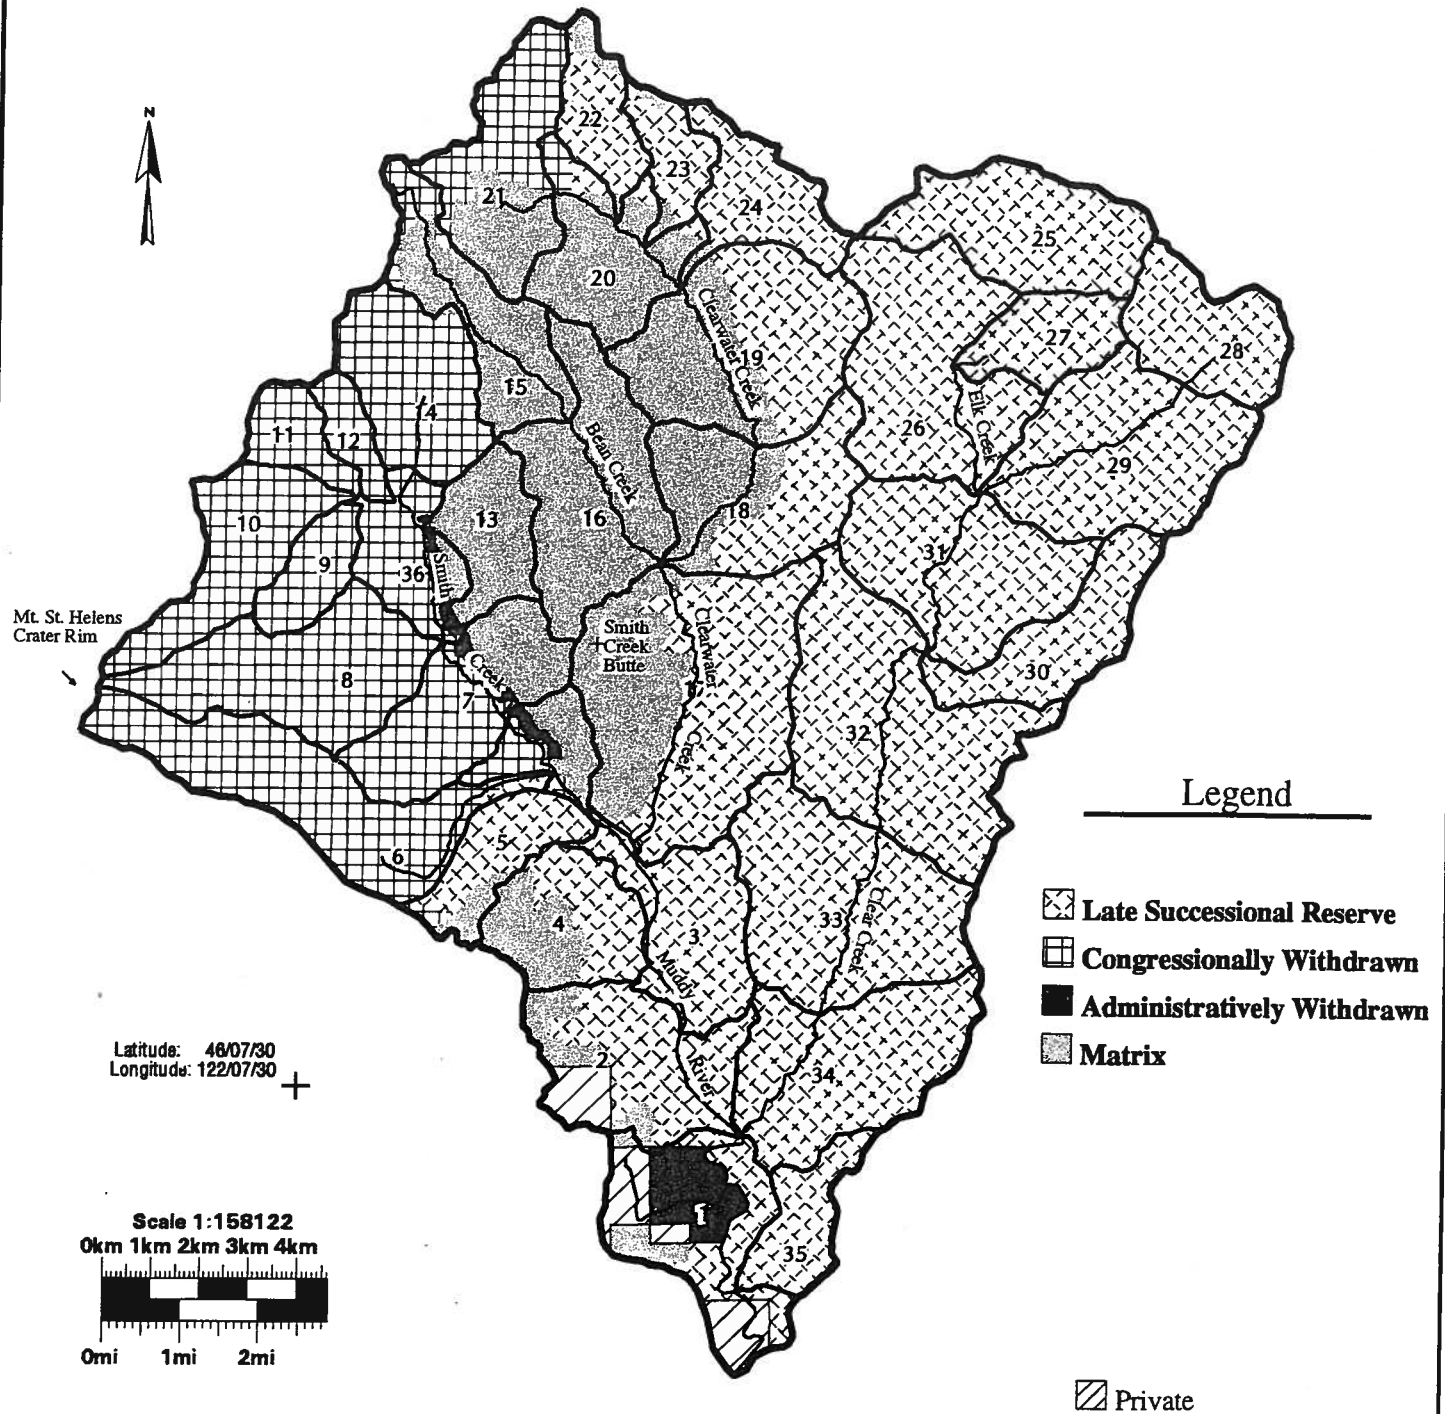 N
22
23
24
21
25
20
27
28
Clearwater Creek
19
15
14
Elk Creek
26
11
12
Bean Creek
29
10
13
16
18
31
9
36
Smith
Mt. St. Helens
Crater Rim
Clearwater
Smith
Creek
Butte
Creek
30
8
7
32
Creek
Legend
5
6
Clear Creek
Late Successional Reserve
33
4
3
Congressionally Withdrawn
Muddy
Administratively Withdrawn
Latitude: 46/07/30
Longitude: 122/07/30
2
River
34
Matrix
1
Scale 1:158122
0km 1km 2km 3km 4km
35
0mi 1mi 2mi
Private